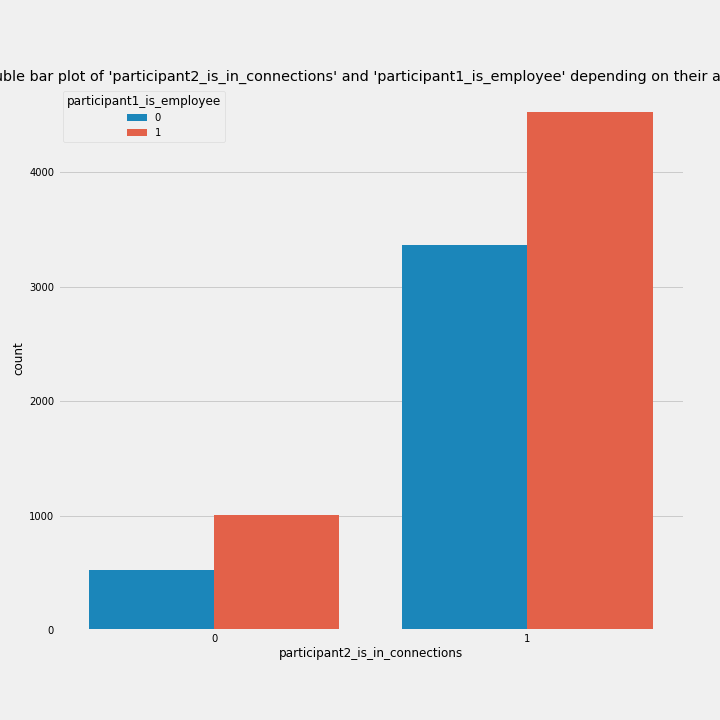 ble bar plot of 'participant2_is_in_connections' and 'participant1_is_employee' depending on their a
participant1_is_employee
0
1
4000
3000
2000
1000
0
count
0 1
participant2_is_in_connections